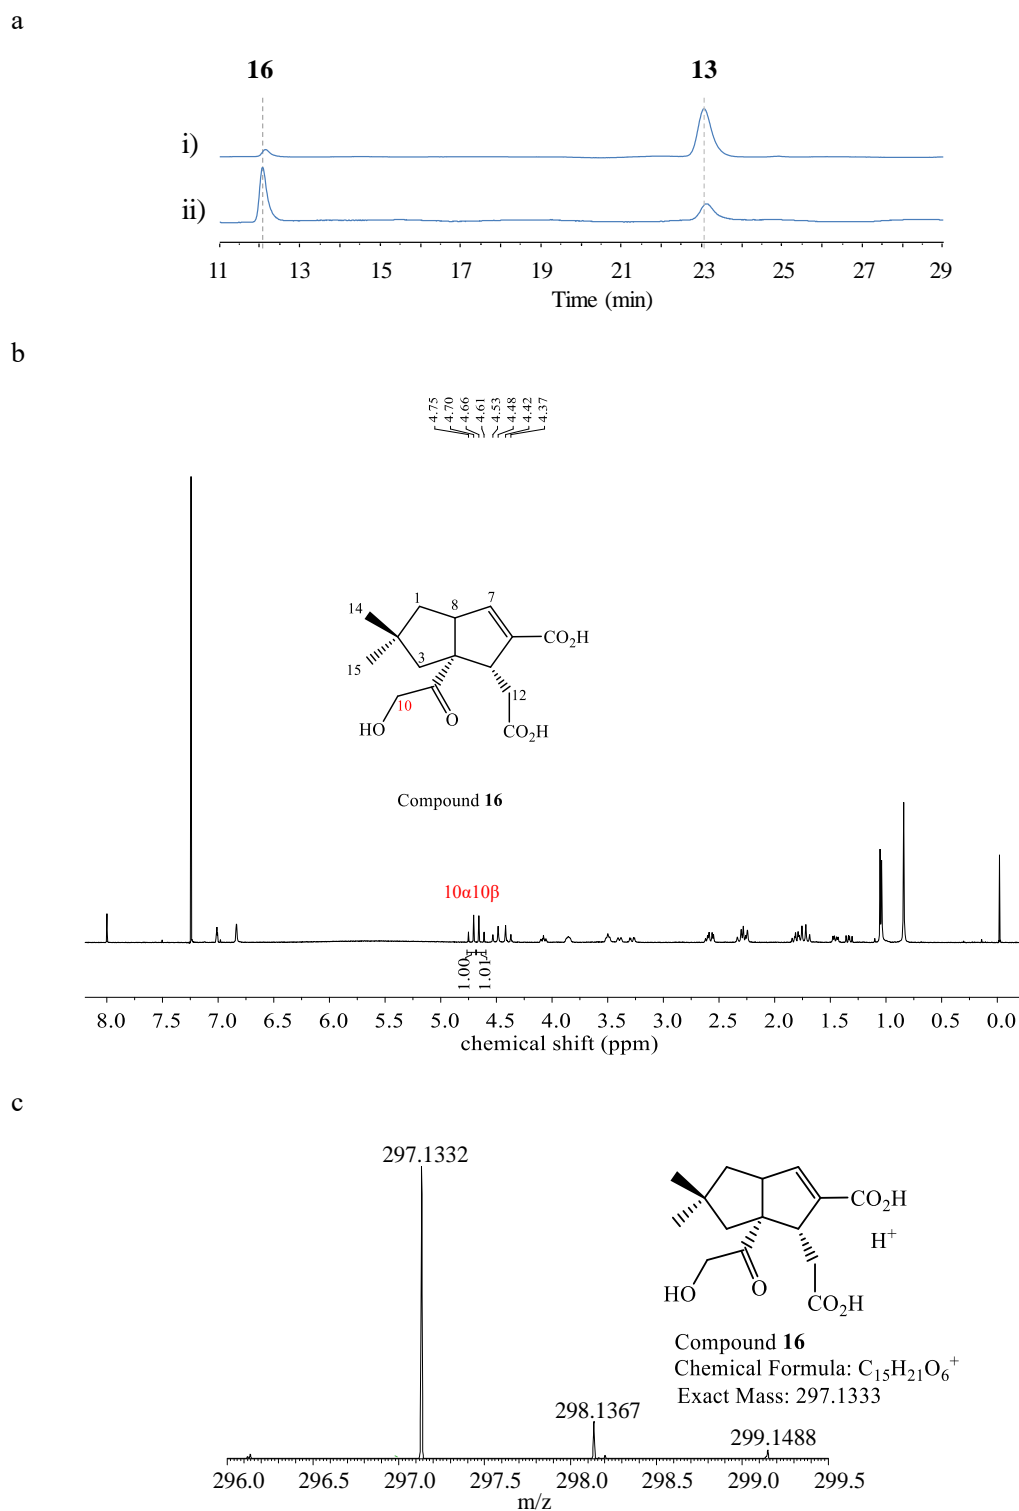 a
16 13
i)
ii)
11 13 15 17 19 21 23 25 27 29
Time (min)
b
4.75 4.70 4.66 4.61 4.53 4.48 4.42 4.37
14 1 8 7
CO2H
15 3
12
10
HO O CO2H
Compound 16
10α10β
1.00 1.01
8.0 7.5 7.0 6.5 6.0 5.5 5.0 4.5 4.0 3.5 3.0 2.5 2.0 1.5 1.0 0.5 0.0
chemical shift (ppm)
c
297.1332
CO2H
H+
HO O CO2H
Compound 16
Chemical Formula: C15H21O6+
Exact Mass: 297.1333
298.1367
299.1488
296.0 296.5 297.0 297.5 298.0 298.5 299.0 299.5
m/z